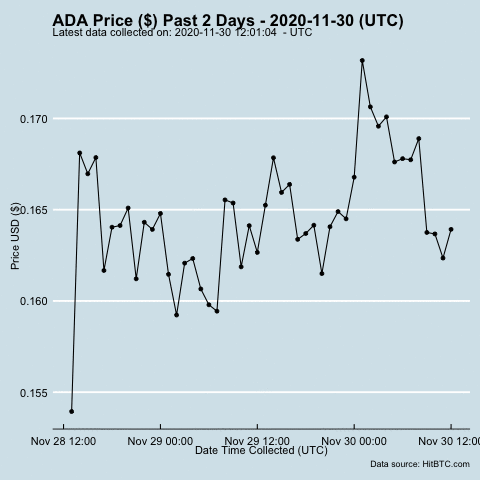 ADA Price ($) Past 2 Days - 2020-11-30 (UTC)
Latest data collected on: 2020-11-30 12:01:04  - UTC
0.170
0.165
0.160
0.155
Price USD ($)
Nov 28 12:00 Nov 29 00:00 Nov 29 12:00 Nov 30 00:00 Nov 30 12:00
Date Time Collected (UTC)
Data source: HitBTC.com